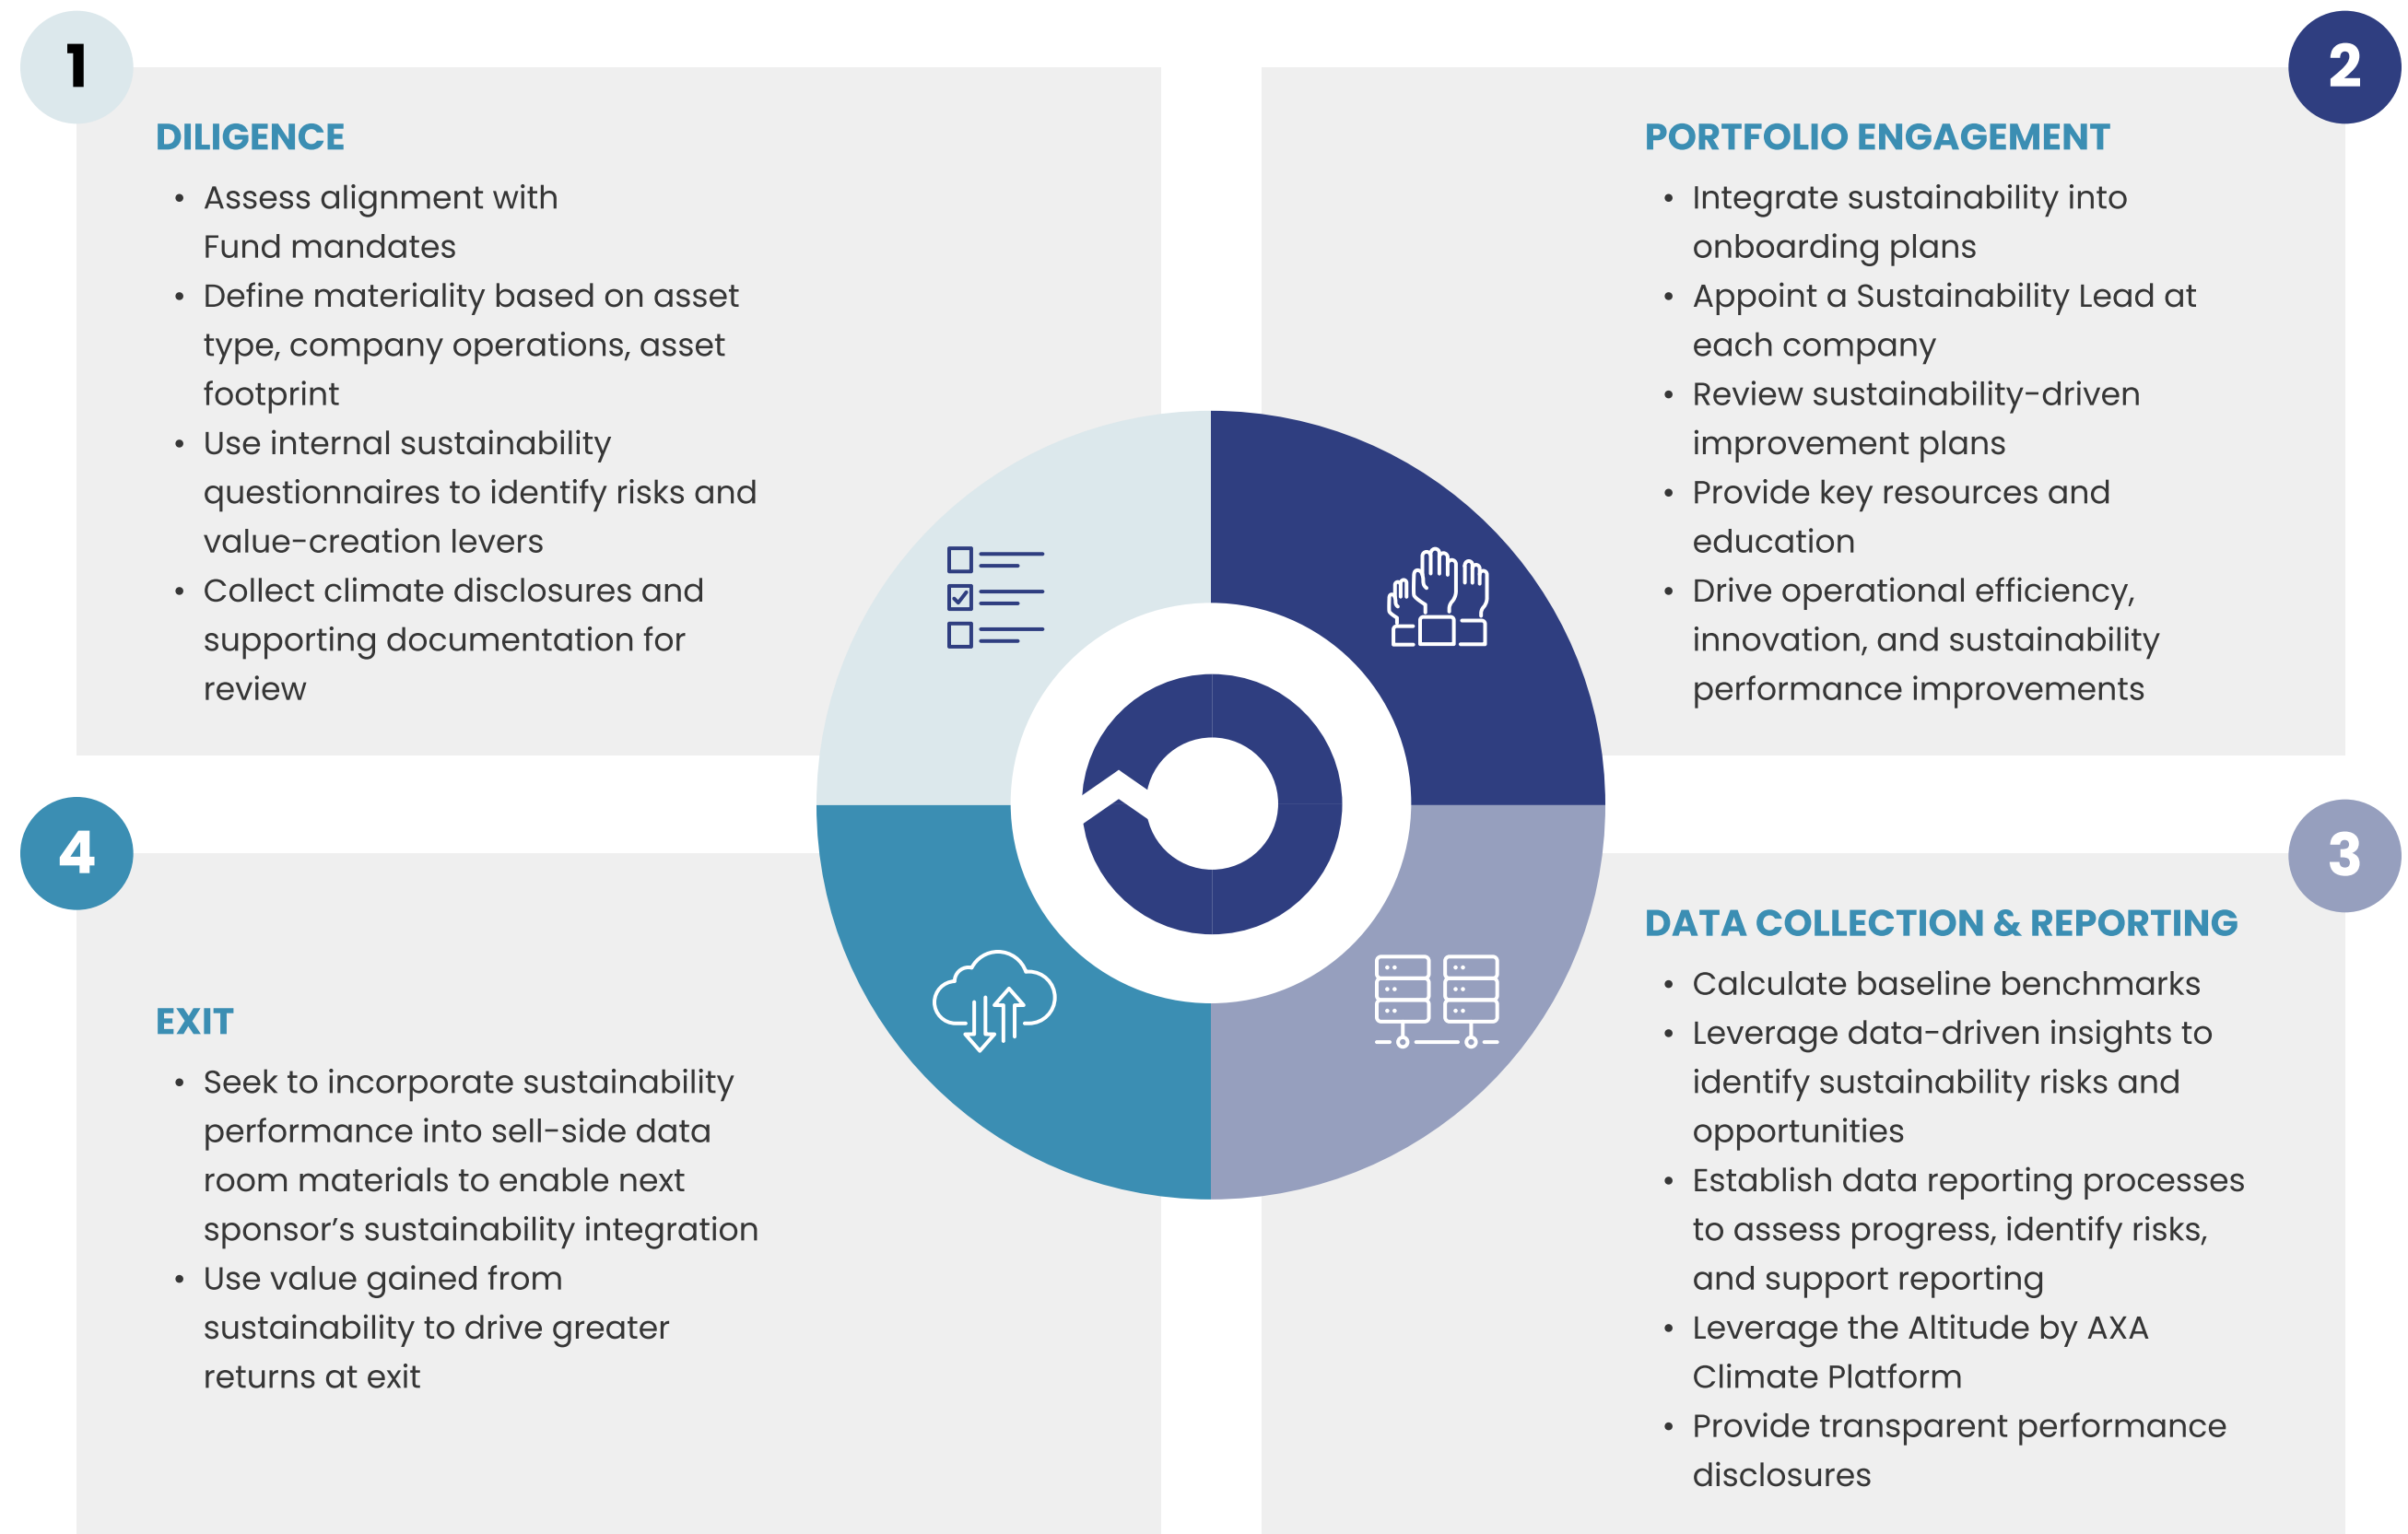 1
DILIGENCE
• Assess alignment with
Fund mandates
• Define materiality based on asset
type, company operations, asset
footprint
• Use internal sustainability
questionnaires to identify risks and
value-creation levers
• Collect climate disclosures and
supporting documentation for
review
2
PORTFOLIO ENGAGEMENT
• Integrate sustainability into
onboarding plans
• Appoint a Sustainability Lead at
each company
• Review sustainability-driven
improvement plans
• Provide key resources and
education
• Drive operational efficiency,
innovation, and sustainability
performance improvements
3
DATA COLLECTION & REPORTING
• Calculate baseline benchmarks
• Leverage data-driven insights to
identify sustainability risks and
opportunities
• Establish data reporting processes
to assess progress, identify risks,
and support reporting
• Leverage the Altitude by AXA
Climate Platform
• Provide transparent performance
disclosures
4
EXIT
• Seek to incorporate sustainability
performance into sell-side data
room materials to enable next
sponsor’s sustainability integration
• Use value gained from
sustainability to drive greater
returns at exit